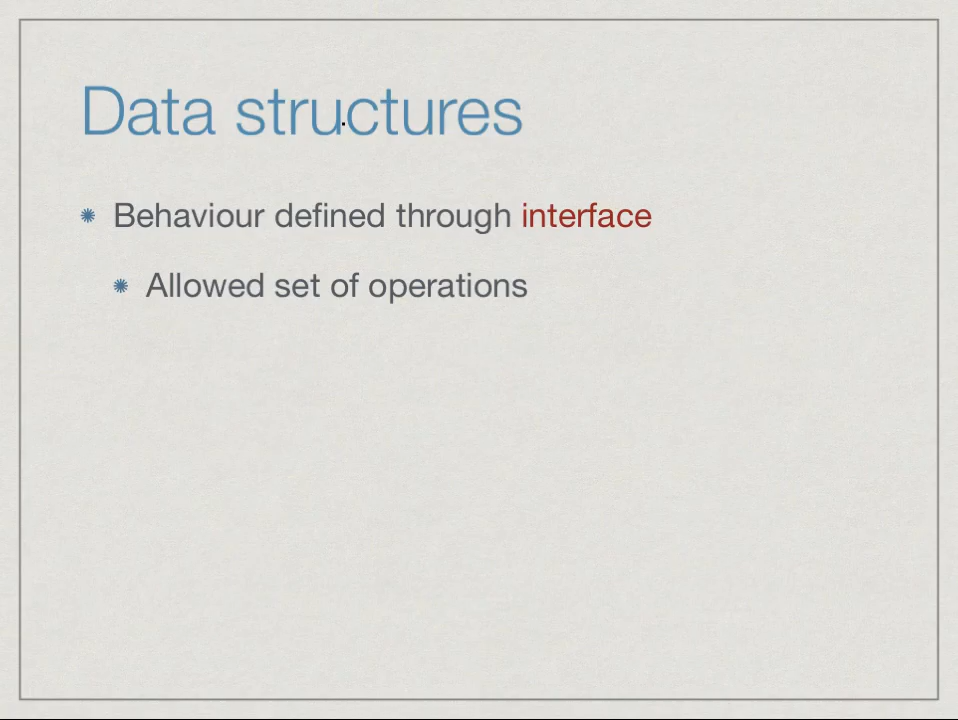 Data structures
Behaviour defined through interface
Allowed set of operations